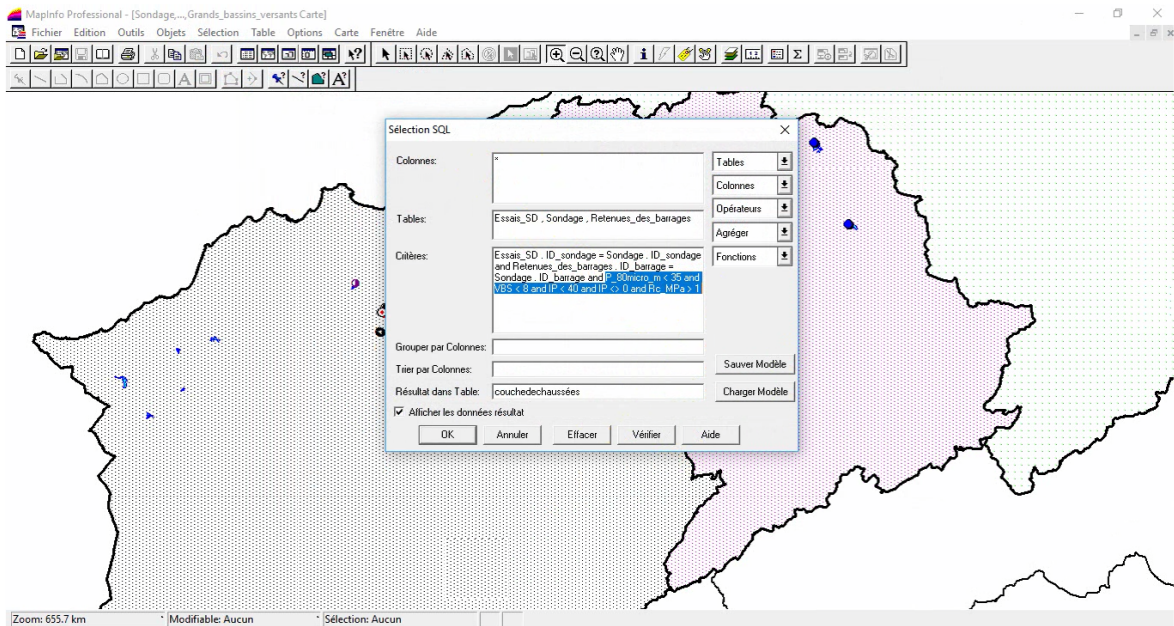 MapInfo Professional - [Sondage,...,Grands_bassins_versants Carte]
Fichier Edition Outils Objets Sélection Table Options Carte Fenêtre Aide
Sélection SQL
Colonnes:
*
Tables
Colonnes
Opérateurs
Tables:
Essais_SD , Sondage , Retenues_des_barrages
Agréger
Critères:
Essais_SD . ID_sondage = Sondage . ID_sondage
and Retenues_des_barrages . ID_barrage =
Sondage . ID_barrage and P_80micro_m < 35 and
VBS < 8 and IP < 40 and IP <> 0 and Rc_MPa > 1
Fonctions
Grouper par Colonnes:
Trier par Colonnes:
Sauver Modèle
Résultat dans Table:
couchedechaussées
Charger Modèle
Afficher les données résultat
OK Annuler Effacer Vérifier Aide
Zoom: 655.7 km Modifiable: Aucun Sélection: Aucun